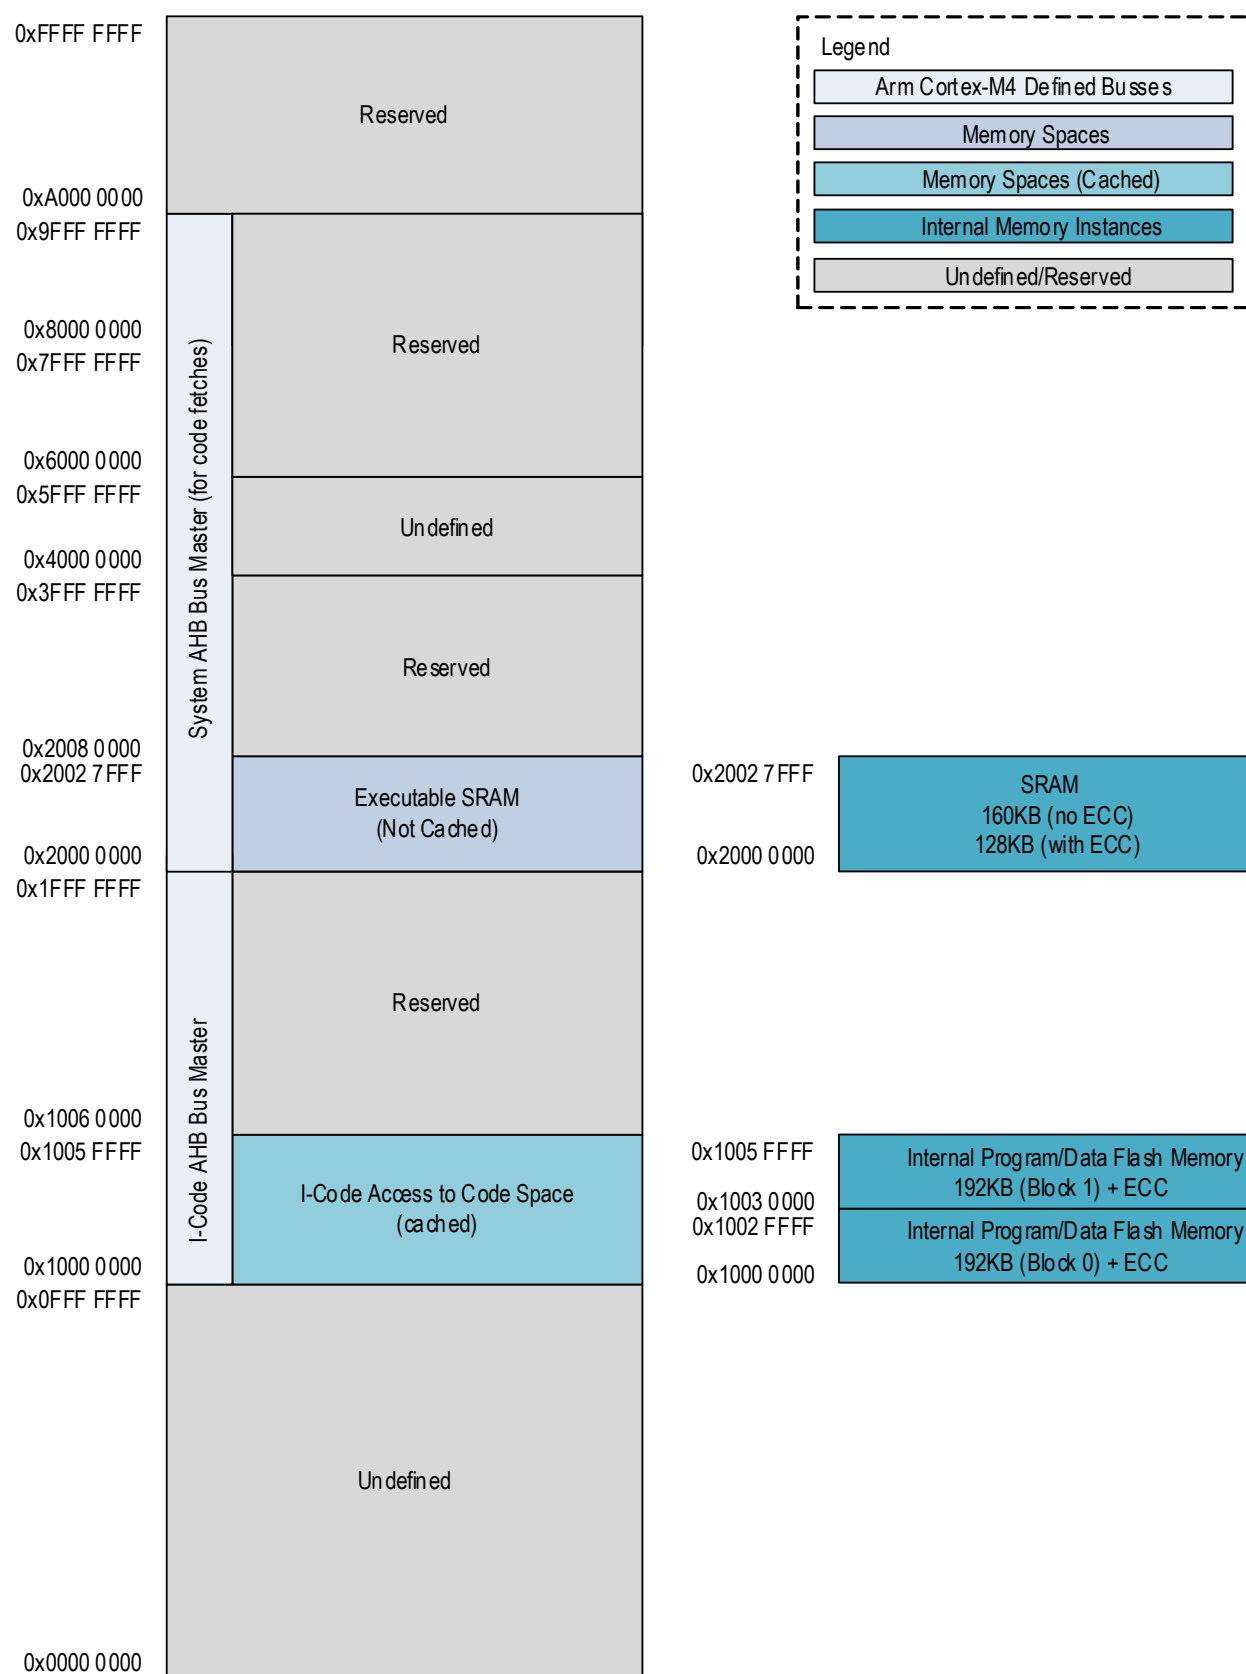 0xFFFF FFFF
Reserved
0xA000 0000
Legend
Arm Cortex-M4 Defined Busses
Memory Spaces
Memory Spaces (Cached)
Internal Memory Instances
Undefined/Reserved
System AHB Bus Master (for code fetches)
0x9FFF FFFF
0x8000 0000
Reserved
0x7FFF FFFF
0x6000 0000
0x5FFF FFFF
Undefined
0x4000 0000
0x3FFF FFFF
Reserved
0x2008 0000
0x2002 7FFF
Executable SRAM
(Not Cached)
0x2000 0000
0x2002 7FFF
SRAM
160KB (no ECC)
128KB (with ECC)
0x2000 0000
I-Code AHB Bus Master
0x1FFF FFFF
Reserved
0x1006 0000
0x1005 FFFF
I-Code Access to Code Space
(cached)
0x1000 0000
0x1005 FFFF
Internal Program/Data Flash Memory
192KB (Block 1) + ECC
0x1003 0000
0x1002 FFFF
Internal Program/Data Flash Memory
192KB (Block 0) + ECC
0x1000 0000
0x0FFF FFFF
Undefined
0x0000 0000